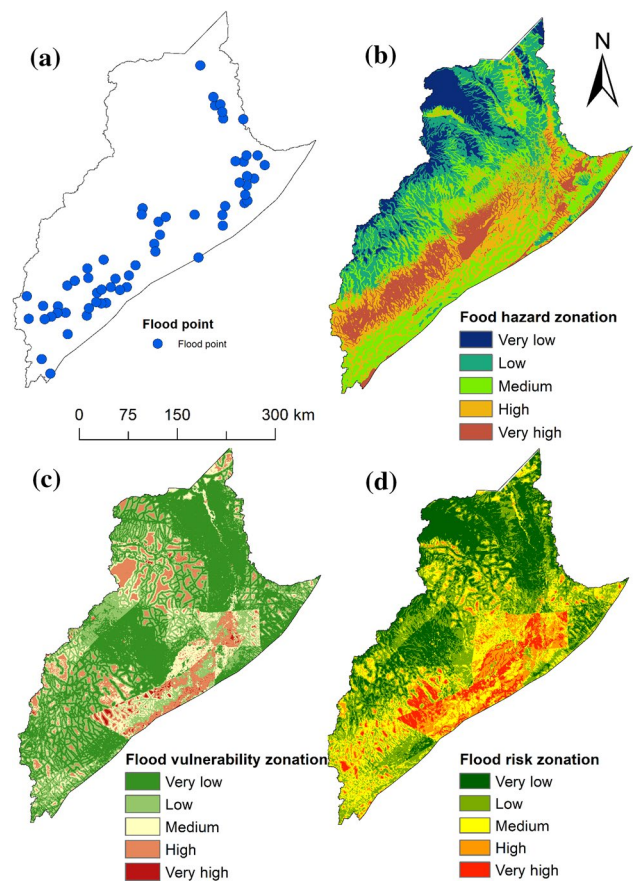 (a)
Flood point
Flood point
(b)
N
Food hazard zonation
Very low
Low
Medium
High
Very high
0 75 150 300 km
(c)
Flood vulnerability zonation
Very low
Low
Medium
High
Very high
(d)
Flood risk zonation
Very low
Low
Medium
High
Very high